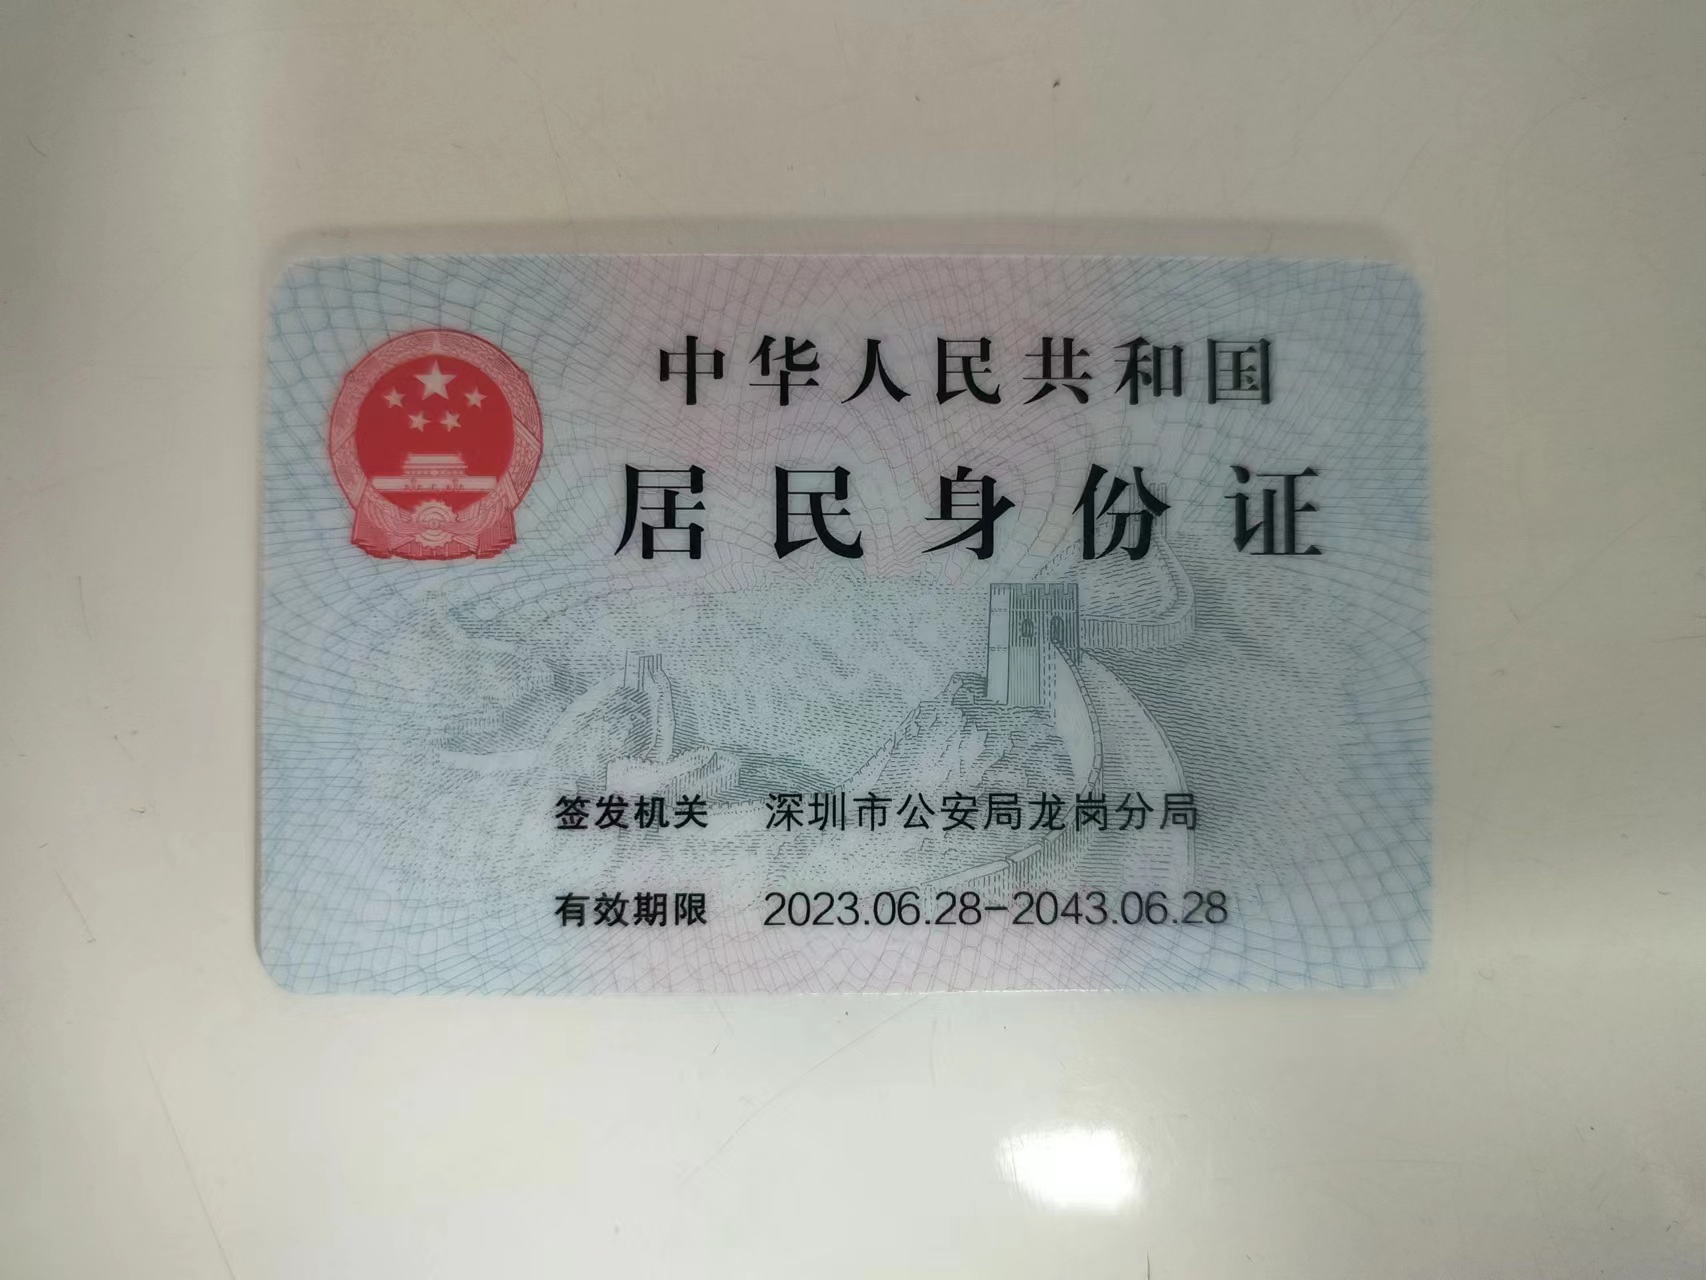 中华人民共和国
居民身份证
签发机关 深圳市公安局龙岗分局
有效期限 2023.06.28-2043.06.28